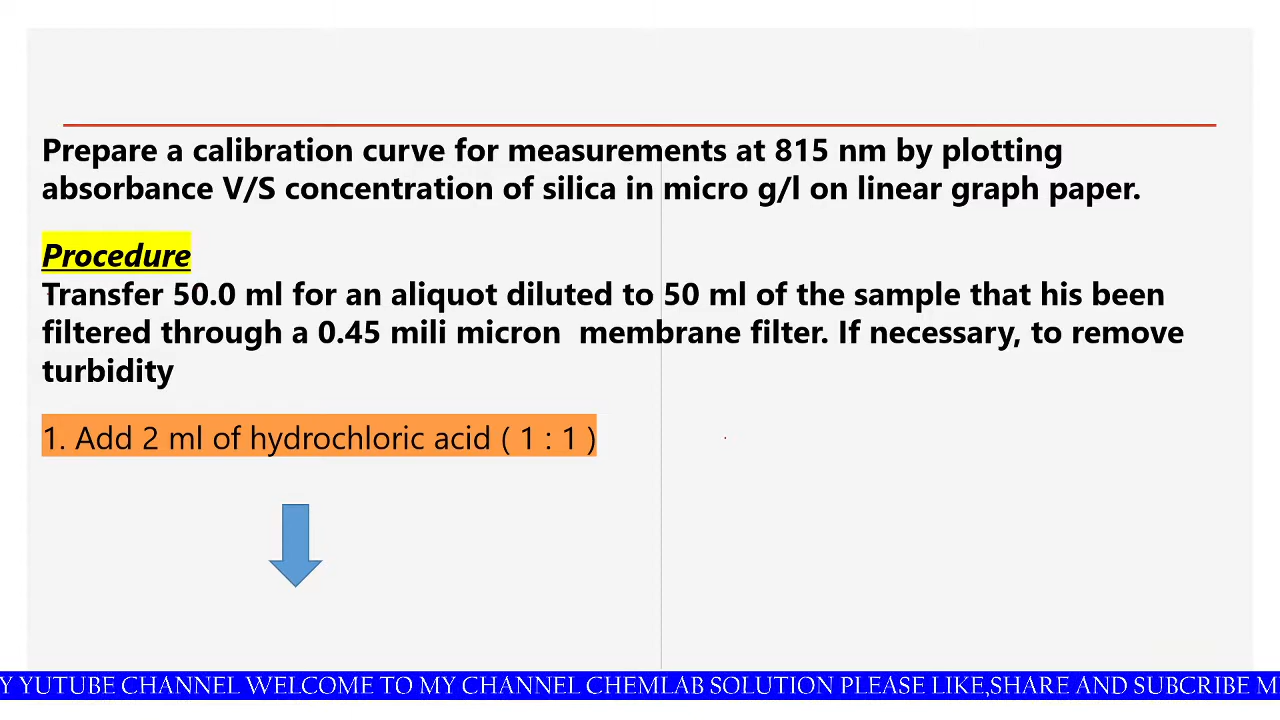 Prepare a calibration curve for measurements at 815 nm by plotting
absorbance V/S concentration of silica in micro g/l on linear graph paper.
Procedure
Transfer 50.0 ml for an aliquot diluted to 50 ml of the sample that his been
filtered through a 0.45 mili micron membrane filter. If necessary, to remove
turbidity
1. Add 2 ml of hydrochloric acid ( 1 : 1 )
Y YUTUBE CHANNEL WELCOME TO MY CHANNEL CHEMLAB SOLUTION PLEASE LIKE,SHARE AND SUBCRIBE M